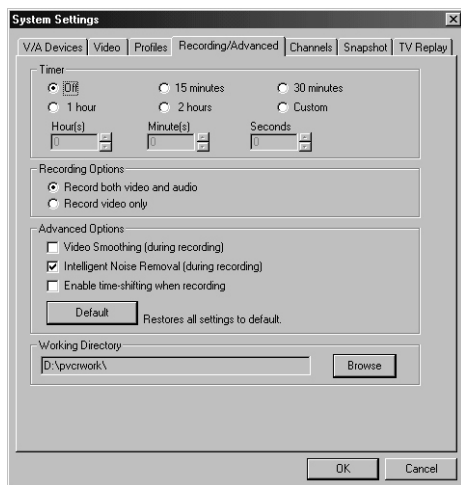 System Settings
V/A Devices Video Profiles Recording/Advanced Channels Snapshot TV Replay
Timer
Off 15 minutes 30 minutes
1 hour 2 hours Custom
Hour(s) Minute(s) Seconds
0 0 0
Recording Options
Record both video and audio
Record video only
Advanced Options
Video Smoothing (during recording)
Intelligent Noise Removal (during recording)
Enable time-shifting when recording
Default Restores all settings to default.
Working Directory
D:\pvcrwork\ Browse
OK Cancel